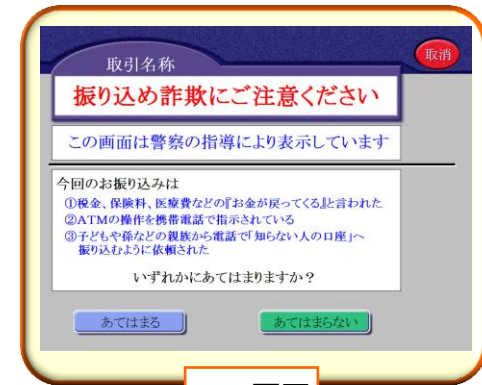 取引名称
取消
振り込め詐欺にご注意ください
この画面は警察の指導により表示しています
今回のお振り込みは
①税金、保険料、医療費などの『お金が戻ってくる』と言われた
②ATMの操作を携帯電話で指示されている
③子どもや孫などの親族から電話で「知らない人の口座」へ
振り込むように依頼された
いずれかにあてはまりますか？
あてはまる
あてはまらない